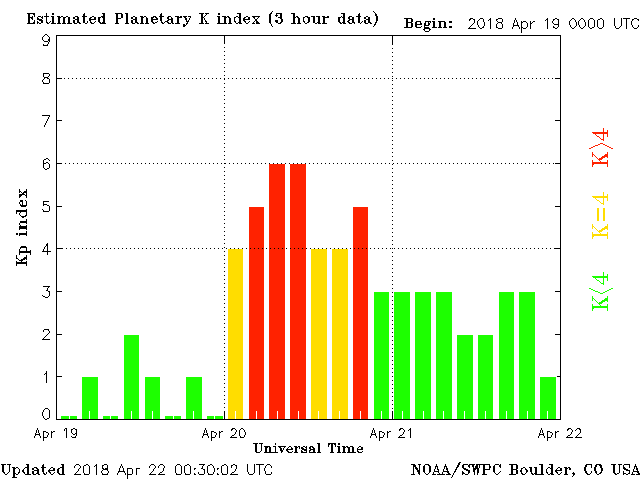 Estimated Planetary K index (3 hour data) Begin: 2018 Apr 19 0000 UTC
9
8
7
6
5
4
3
2
1
0
Kp index
K>4
K=4
K<4
Apr 19 Apr 20 Apr 21 Apr 22
Universal Time
Updated 2018 Apr 22 00:30:02 UTC NOAA/SWPC Boulder, CO USA